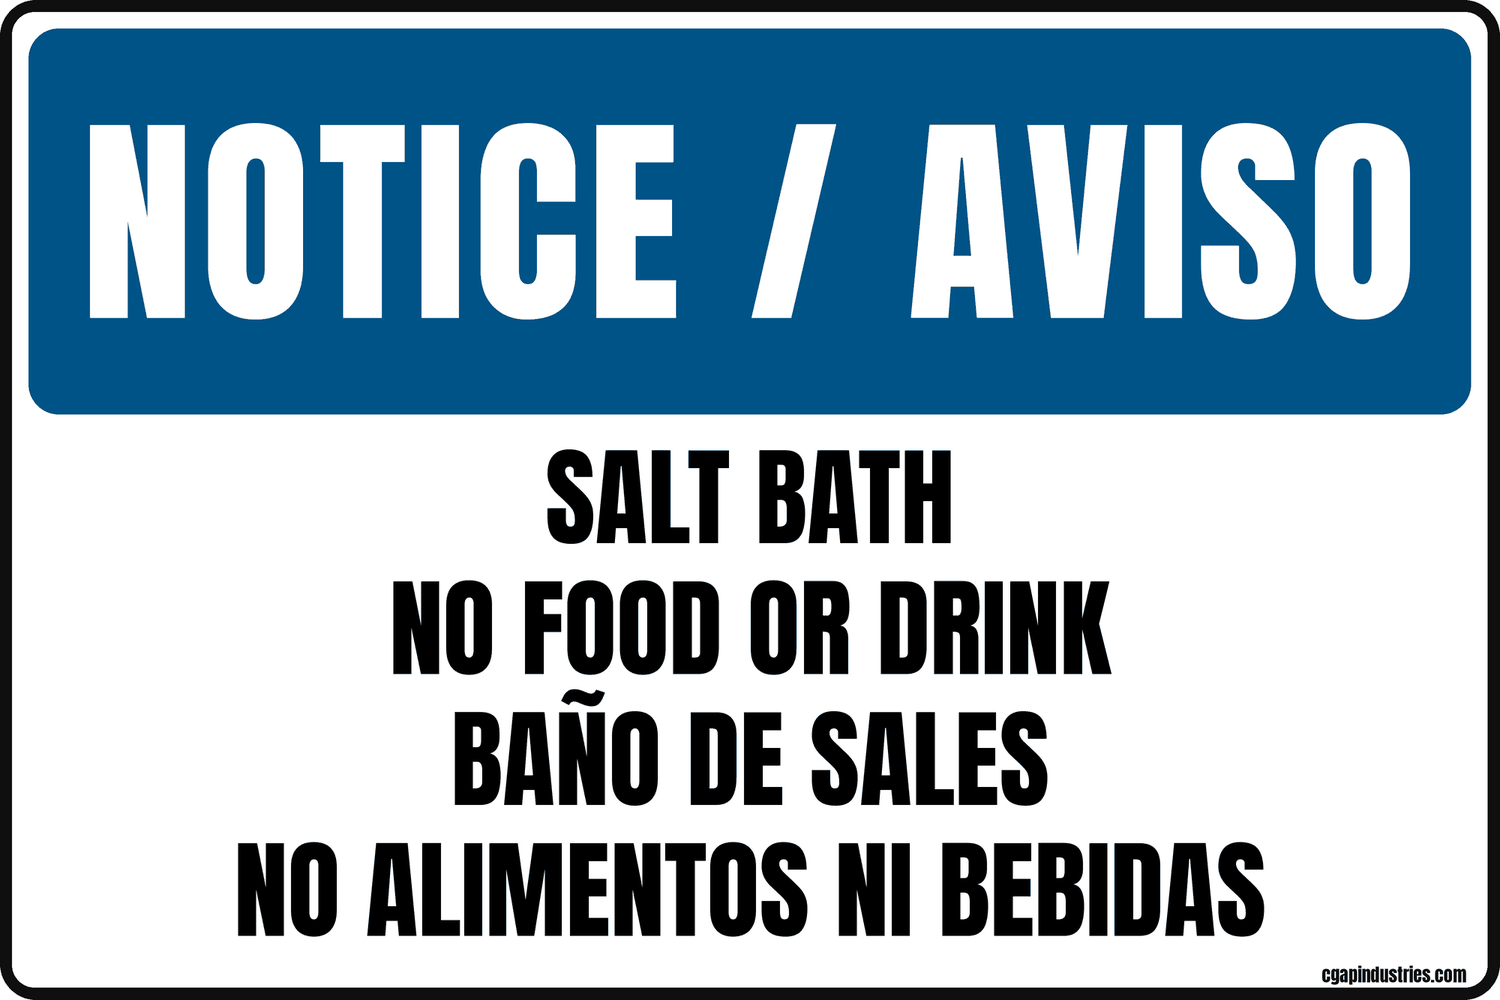 NOTICE / AVISO
SALT BATH
NO FOOD OR DRINK
BAÑO DE SALES
NO ALIMENTOS NI BEBIDAS
cgapindustries.com